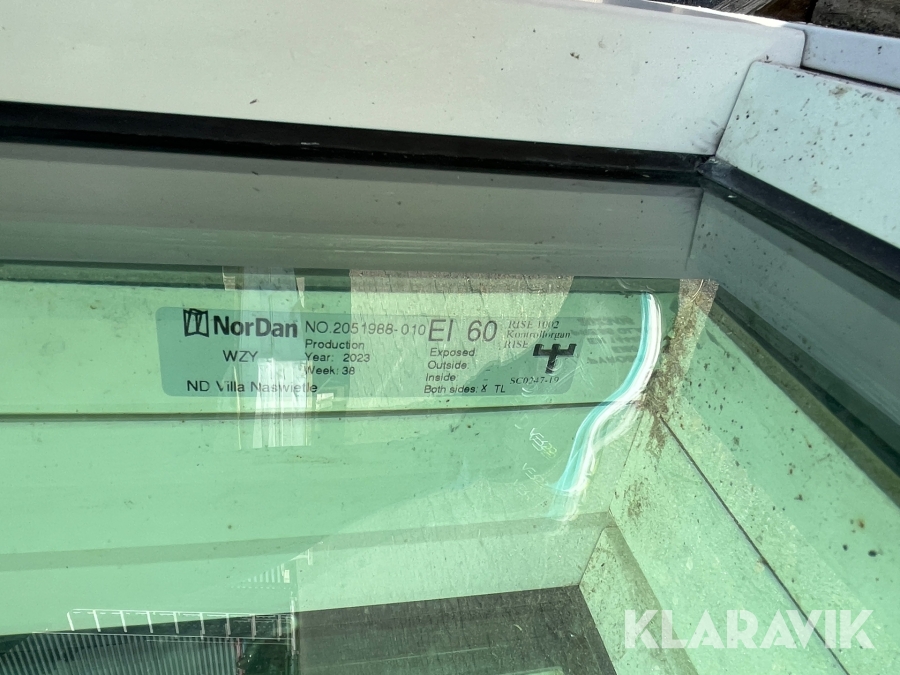 NorDan
NO.2051988-010
EI 60
RISE 1002
Kontrollorgan
RISE
WZY
Production
Year: 2023
Week: 38
Exposed
Outside:
Inside:
Both sides: X TL
SC0247-19
ND Villa Naswietle
KLARAVIK